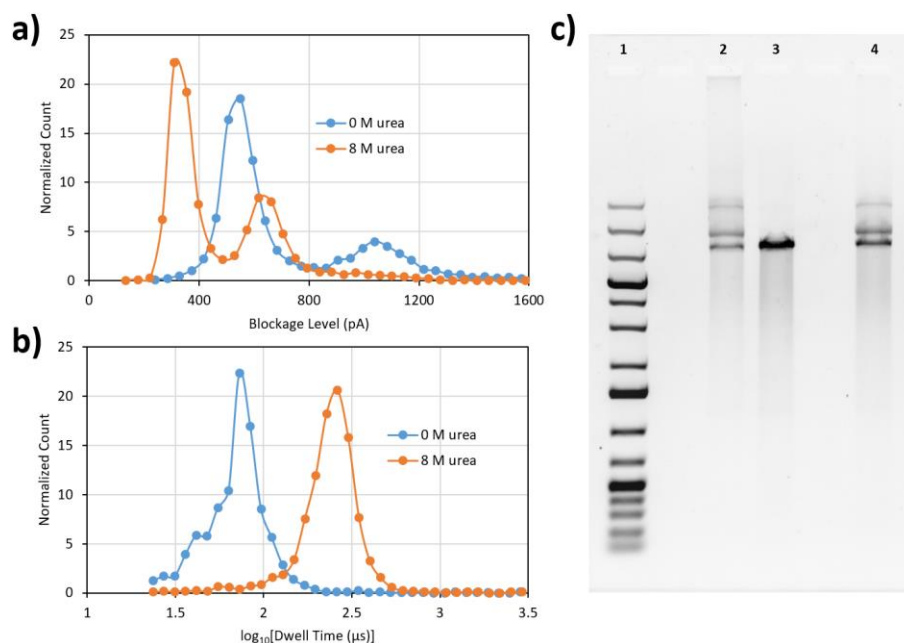 a)
25
20
15
10
5
0
Normalized Count
0 M urea
8 M urea
0 400 800 1200 1600
Blockage Level (pA)
b)
25
20
15
10
5
0
Normalized Count
0 M urea
8 M urea
1 1.5 2 2.5 3 3.5
log10[Dwell Time (μs)]
c)
1 2 3 4